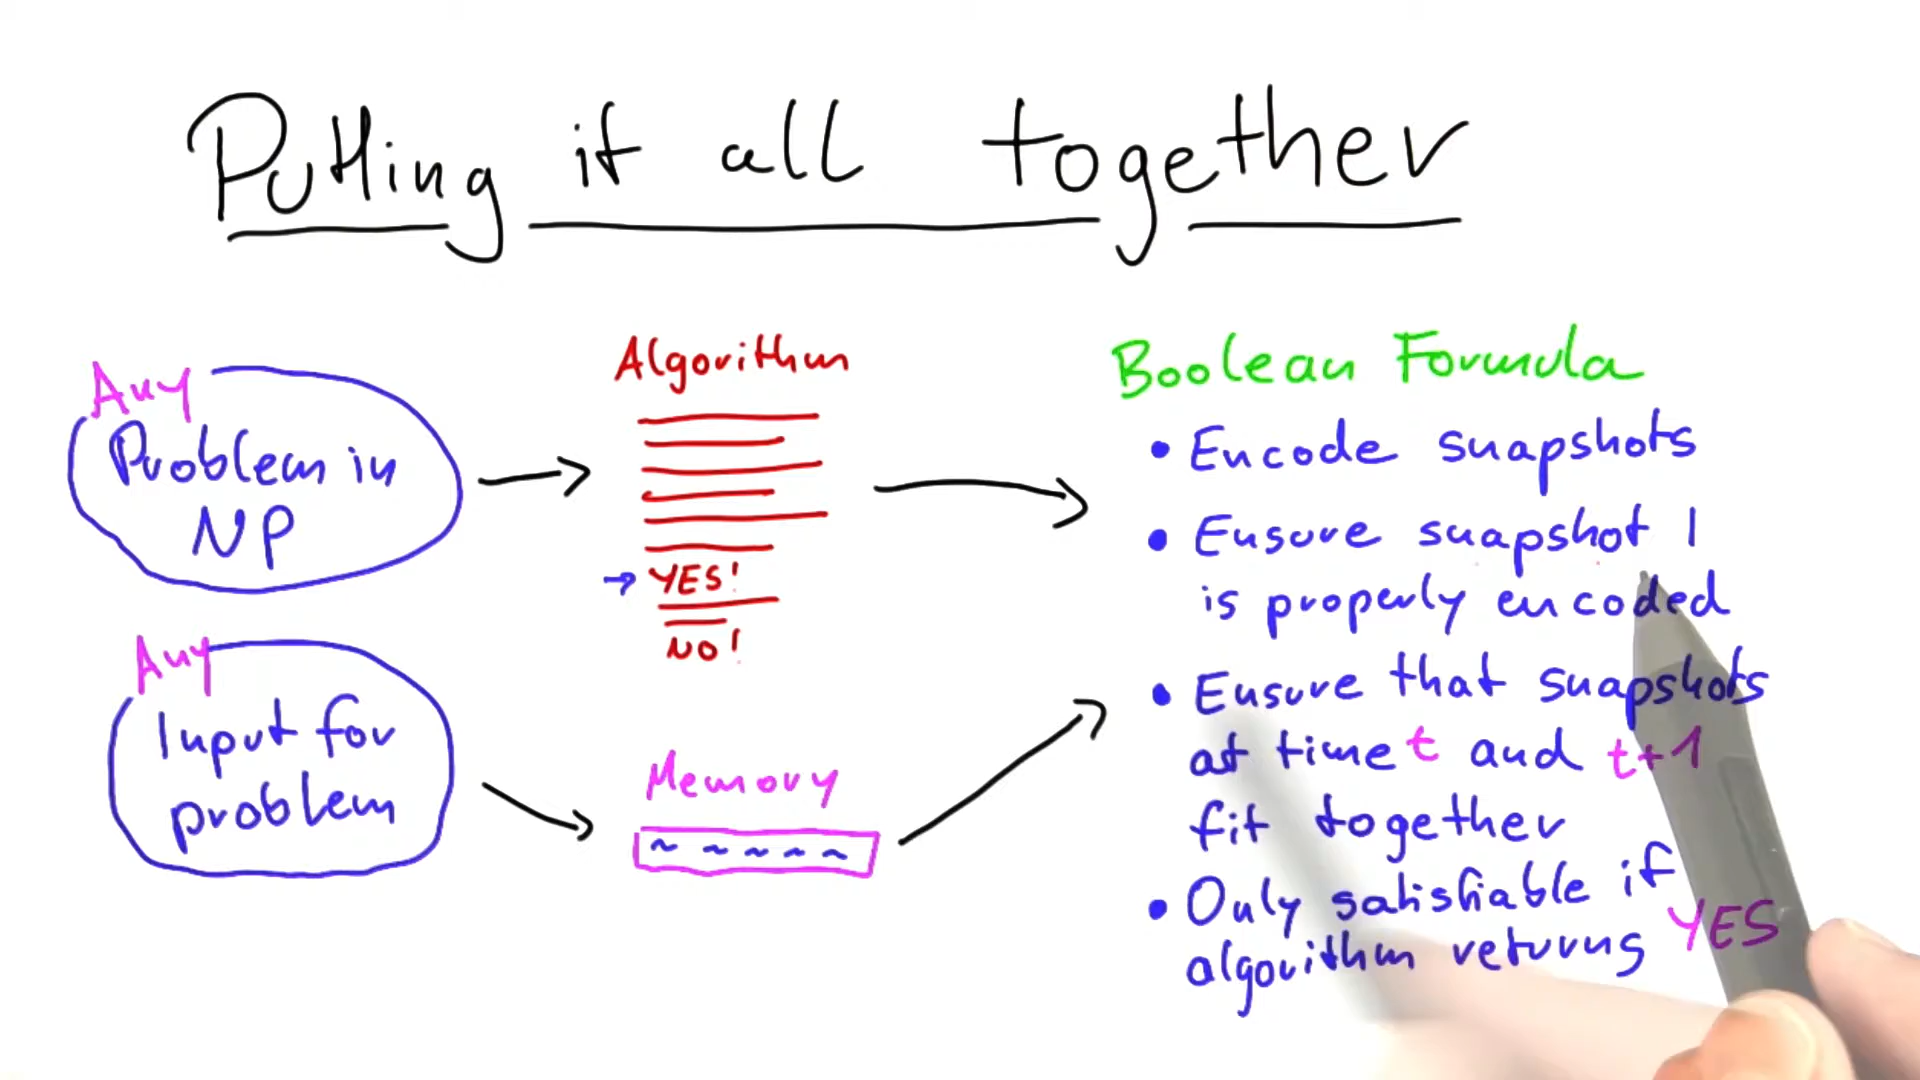 Putting it all together
Any
Problem in
NP
Algorithm
→ YES!
NO!
Any
Input for
problem
Memory
~ ~ ~ ~ ~
Boolean Formula
• Encode snapshots
• Ensure snapshot 1
is properly encoded
• Ensure that snapshots
at time t and t+1
fit together
• Only satisfiable if
algorithm returns YES